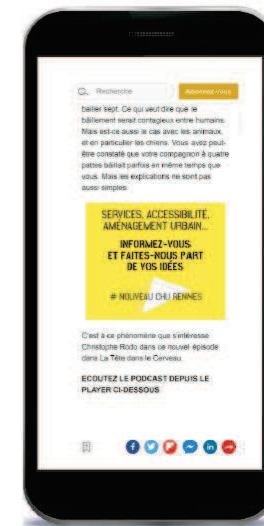 Recherche
Abonnez-vous
bailler sept. Ce qui veut dire que le
bâillement serait contagieux entre humains.
Mais est-ce aussi le cas avec les animaux,
et en particulier les chiens. Vous avez peut-
être constaté que votre compagnon à quatre
pattes bâillait parfois en même temps que
vous. Mais les explications ne sont pas
aussi simples.
SERVICES, ACCESSIBILITÉ,
AMÉNAGEMENT URBAIN...
INFORMEZ-VOUS
ET FAITES-NOUS PART
DE VOS IDÉES
# NOUVEAU CHU RENNES
C'est à ce phénomène que s'intéresse
Christophe Rodo dans ce nouvel épisode
dans La Tête dans le Cerveau.
ECOUTEZ LE PODCAST DEPUIS LE
PLAYER CI-DESSOUS